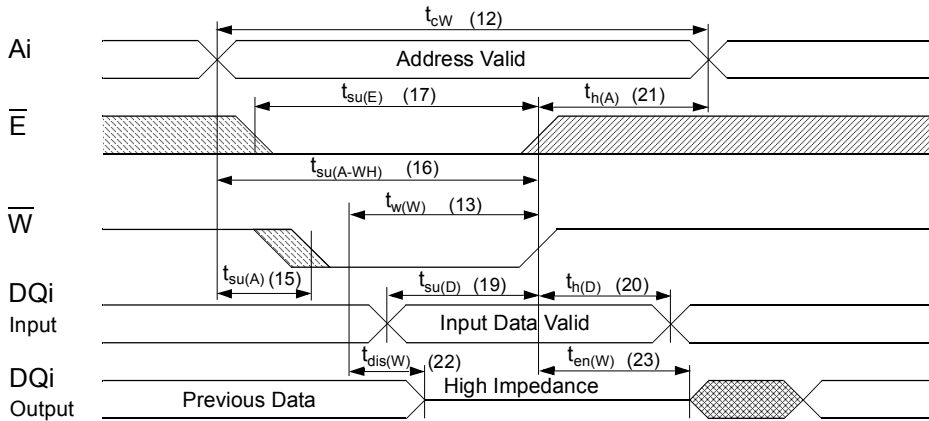 t_cW (12)
Ai
Address Valid
t_su(E) (17)
t_h(A) (21)
E̅
t_su(A-WH) (16)
t_w(W) (13)
W̅
t_su(A) (15)
t_su(D) (19)
t_h(D) (20)
DQi
Input
Input Data Valid
t_dis(W) (22)
t_en(W) (23)
DQi
Output
High Impedance
Previous Data